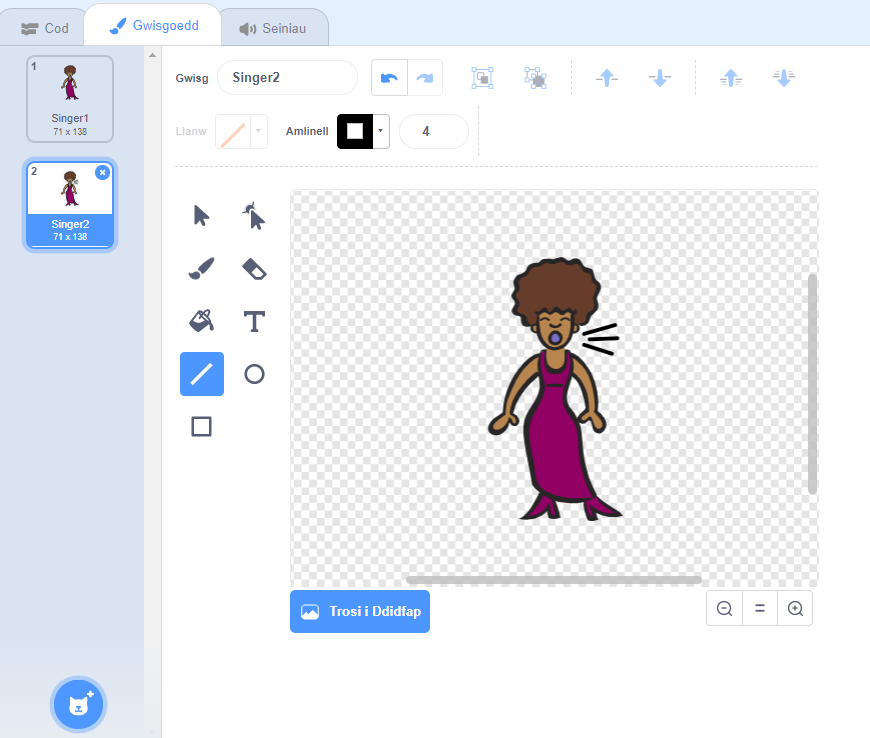 Cod
Gwisgoedd
Seiniau
1
Singer1
71 x 138
2
Singer2
71 x 138
Gwisg
Singer2
Llanw
Amlinell
4
T
Trosi i Ddidfap